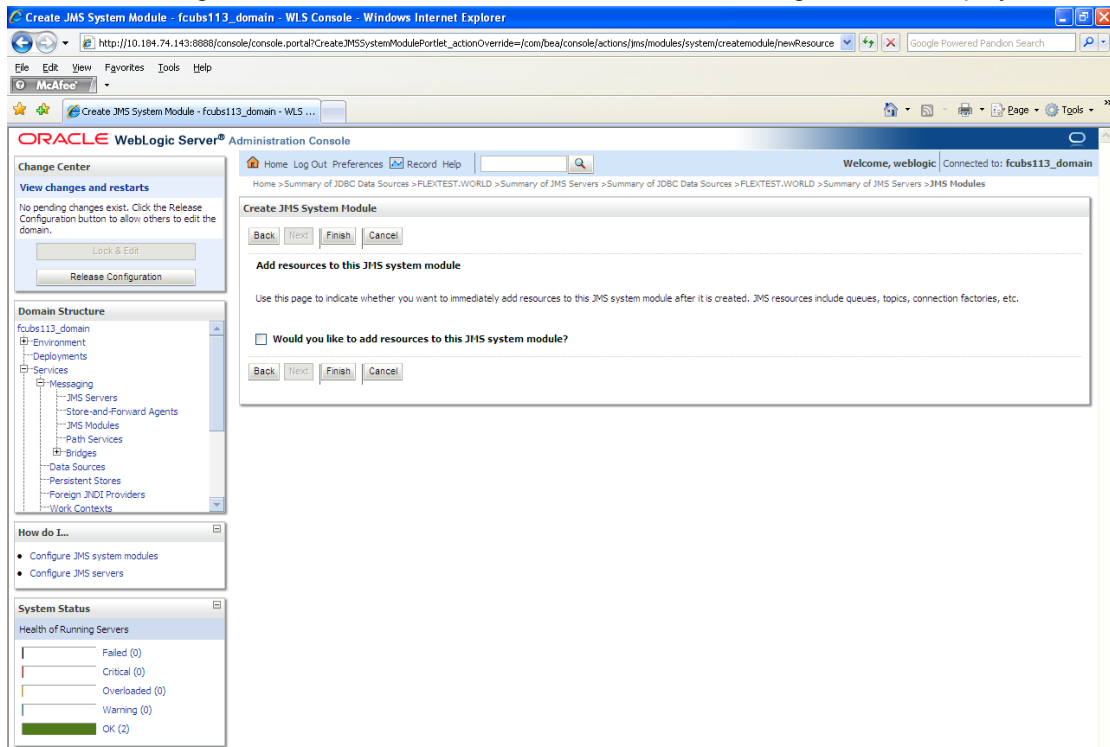 Create JMS System Module - fcubs113_domain - WLS Console - Windows Internet Explorer
http://10.184.74.143:8888/console/console.portal?CreateJMSSystemModulePortlet_actionOverride=/com/bea/console/actions/jms/modules/system/createmodule/newResource
Google Powered Pandion Search
File Edit View Favorites Tools Help
McAfee
Create JMS System Module - fcubs113_domain - WLS ...
Page Tools
ORACLE WebLogic Server® Administration Console
Change Center
View changes and restarts
No pending changes exist. Click the Release
Configuration button to allow others to edit the
domain.
Lock & Edit
Release Configuration
Domain Structure
fcubs113_domain
Environment
Deployments
Services
Messaging
JMS Servers
Store-and-Forward Agents
JMS Modules
Path Services
Bridges
Data Sources
Persistent Stores
Foreign JNDI Providers
Work Contexts
How do I...
Configure JMS system modules
Configure JMS servers
System Status
Health of Running Servers
Failed (0)
Critical (0)
Overloaded (0)
Warning (0)
OK (2)
Home Log Out Preferences Record Help
Welcome, weblogic Connected to: fcubs113_domain
Home >Summary of JDBC Data Sources >FLEXTEST.WORLD >Summary of JMS Servers >Summary of JDBC Data Sources >FLEXTEST.WORLD >Summary of JMS Servers >JMS Modules
Create JMS System Module
Back Next Finish Cancel
Add resources to this JMS system module
Use this page to indicate whether you want to immediately add resources to this JMS system module after it is created. JMS resources include queues, topics, connection factories, etc.
Would you like to add resources to this JMS system module?
Back Next Finish Cancel